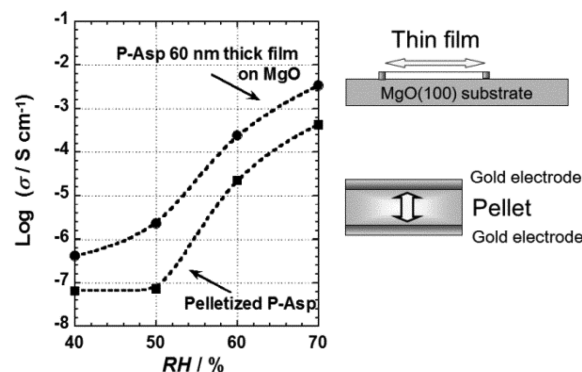 -1
P-Asp 60 nm thick film
on MgO
-2
-3
-4
-5
-6
-7
-8
Log (σ / S cm⁻¹)
Pelletized P-Asp
40
50
60
70
RH / %
Thin film
MgO(100) substrate
Gold electrode
Pellet
Gold electrode